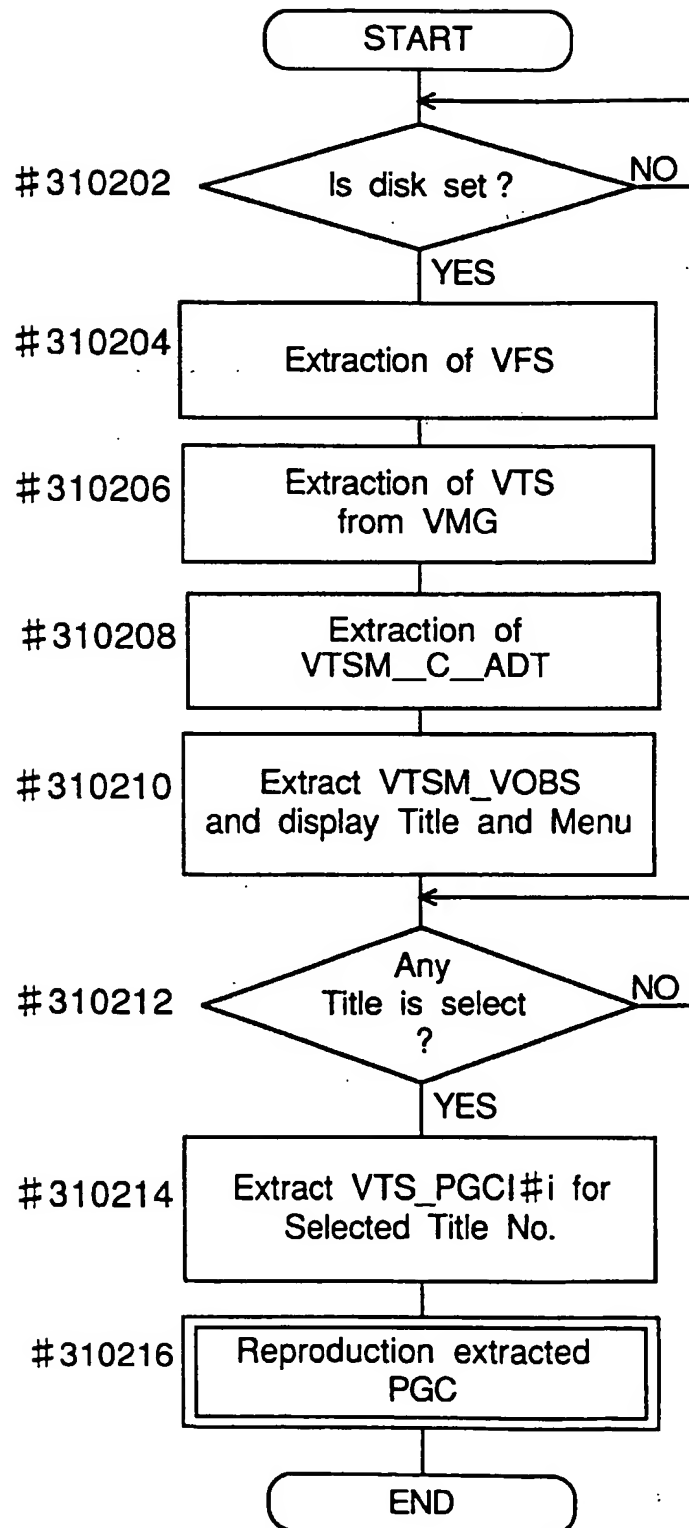 START
#310202
Is disk set ?
NO
YES
#310204
Extraction of VFS
#310206
Extraction of VTS
from VMG
#310208
Extraction of
VTSM__C__ADT
#310210
Extract VTSM_VOBS
and display Title and Menu
#310212
Any
Title is select
?
NO
YES
#310214
Extract VTS_PGCI#i for
Selected Title No.
#310216
Reproduction extracted
PGC
END